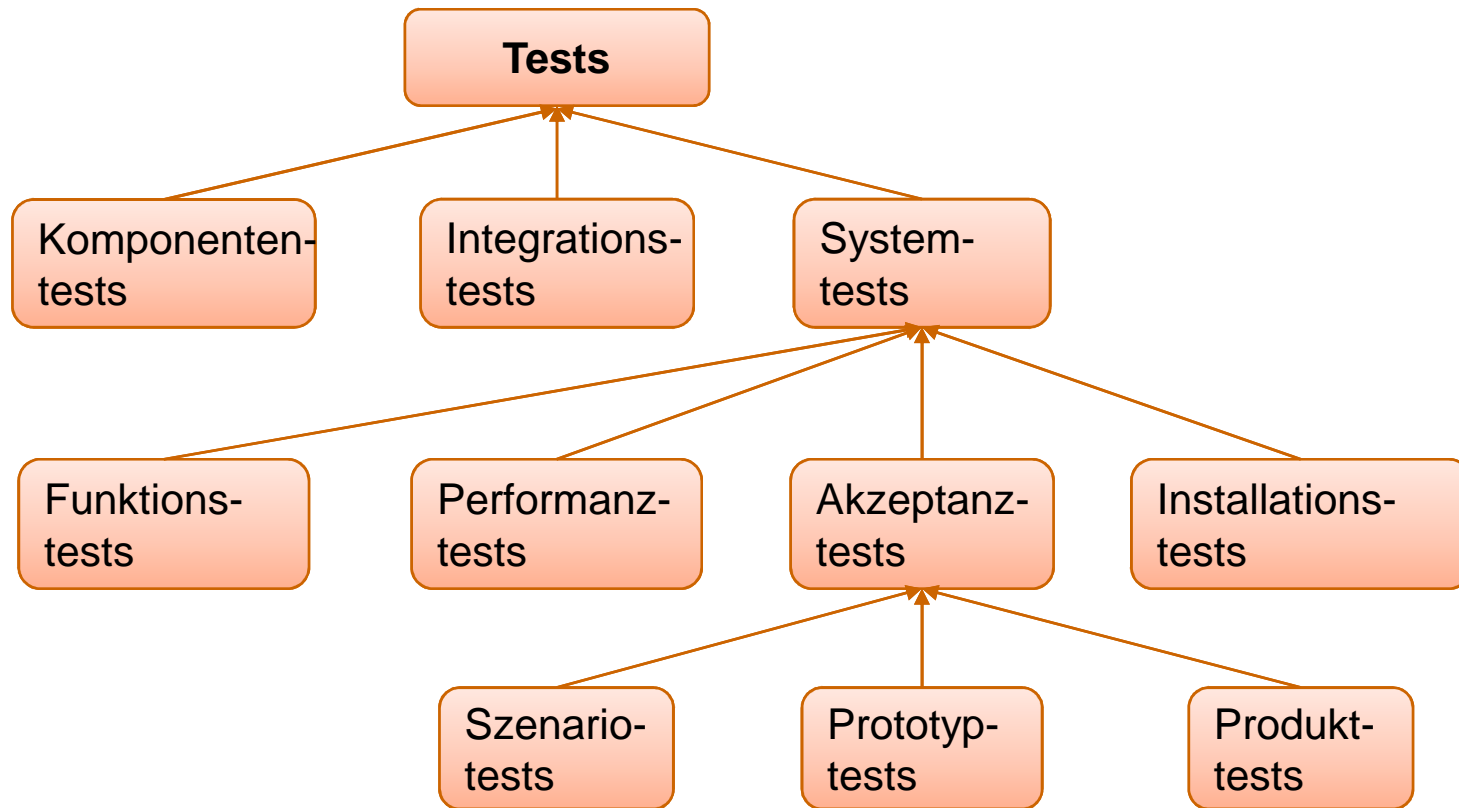 Tests
Komponenten-
tests
Integrations-
tests
System-
tests
Funktions-
tests
Performanz-
tests
Akzeptanz-
tests
Installations-
tests
Szenario-
tests
Prototyp-
tests
Produkt-
tests